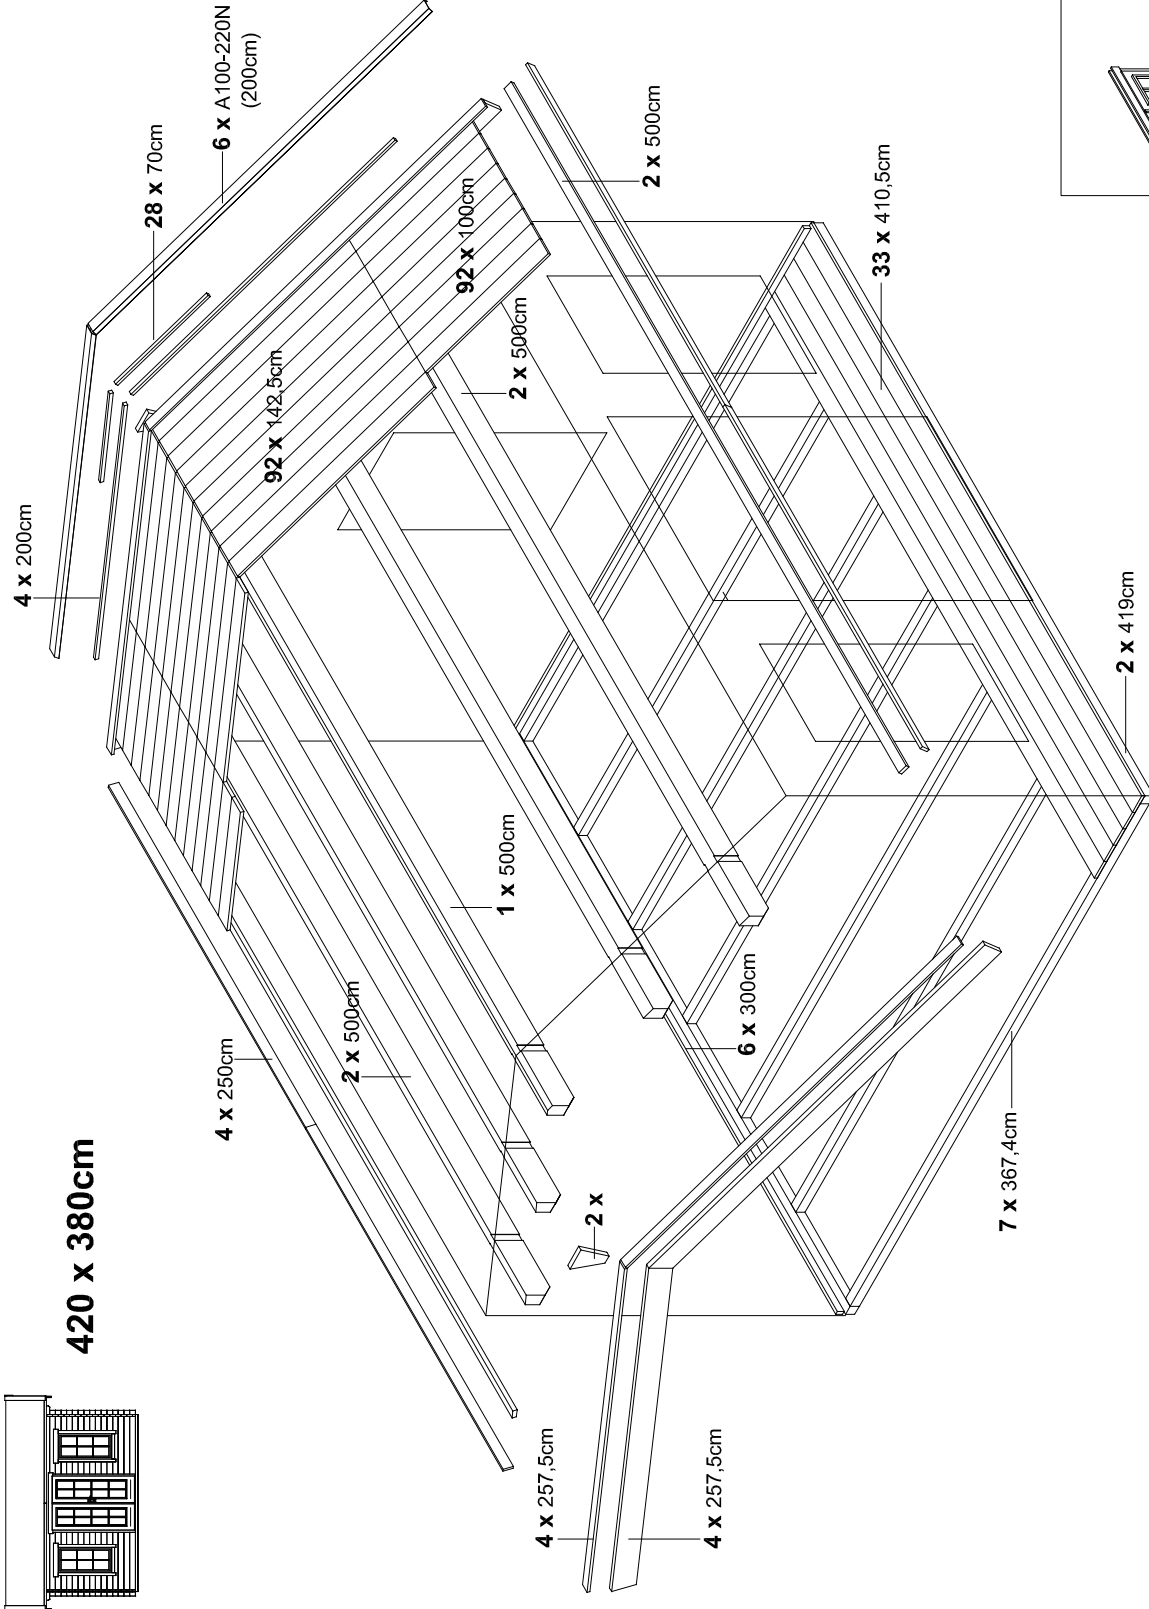 420 x 380cm
4 x 200cm
28 x 70cm
6 x A100-220N
(200cm)
92 x 142,5cm
92 x 100cm
2 x 500cm
2 x 500cm
33 x 410,5cm
4 x 250cm
2 x 500cm
1 x 500cm
6 x 300cm
2 x
7 x 367,4cm
2 x 419cm
4 x 257,5cm
4 x 257,5cm